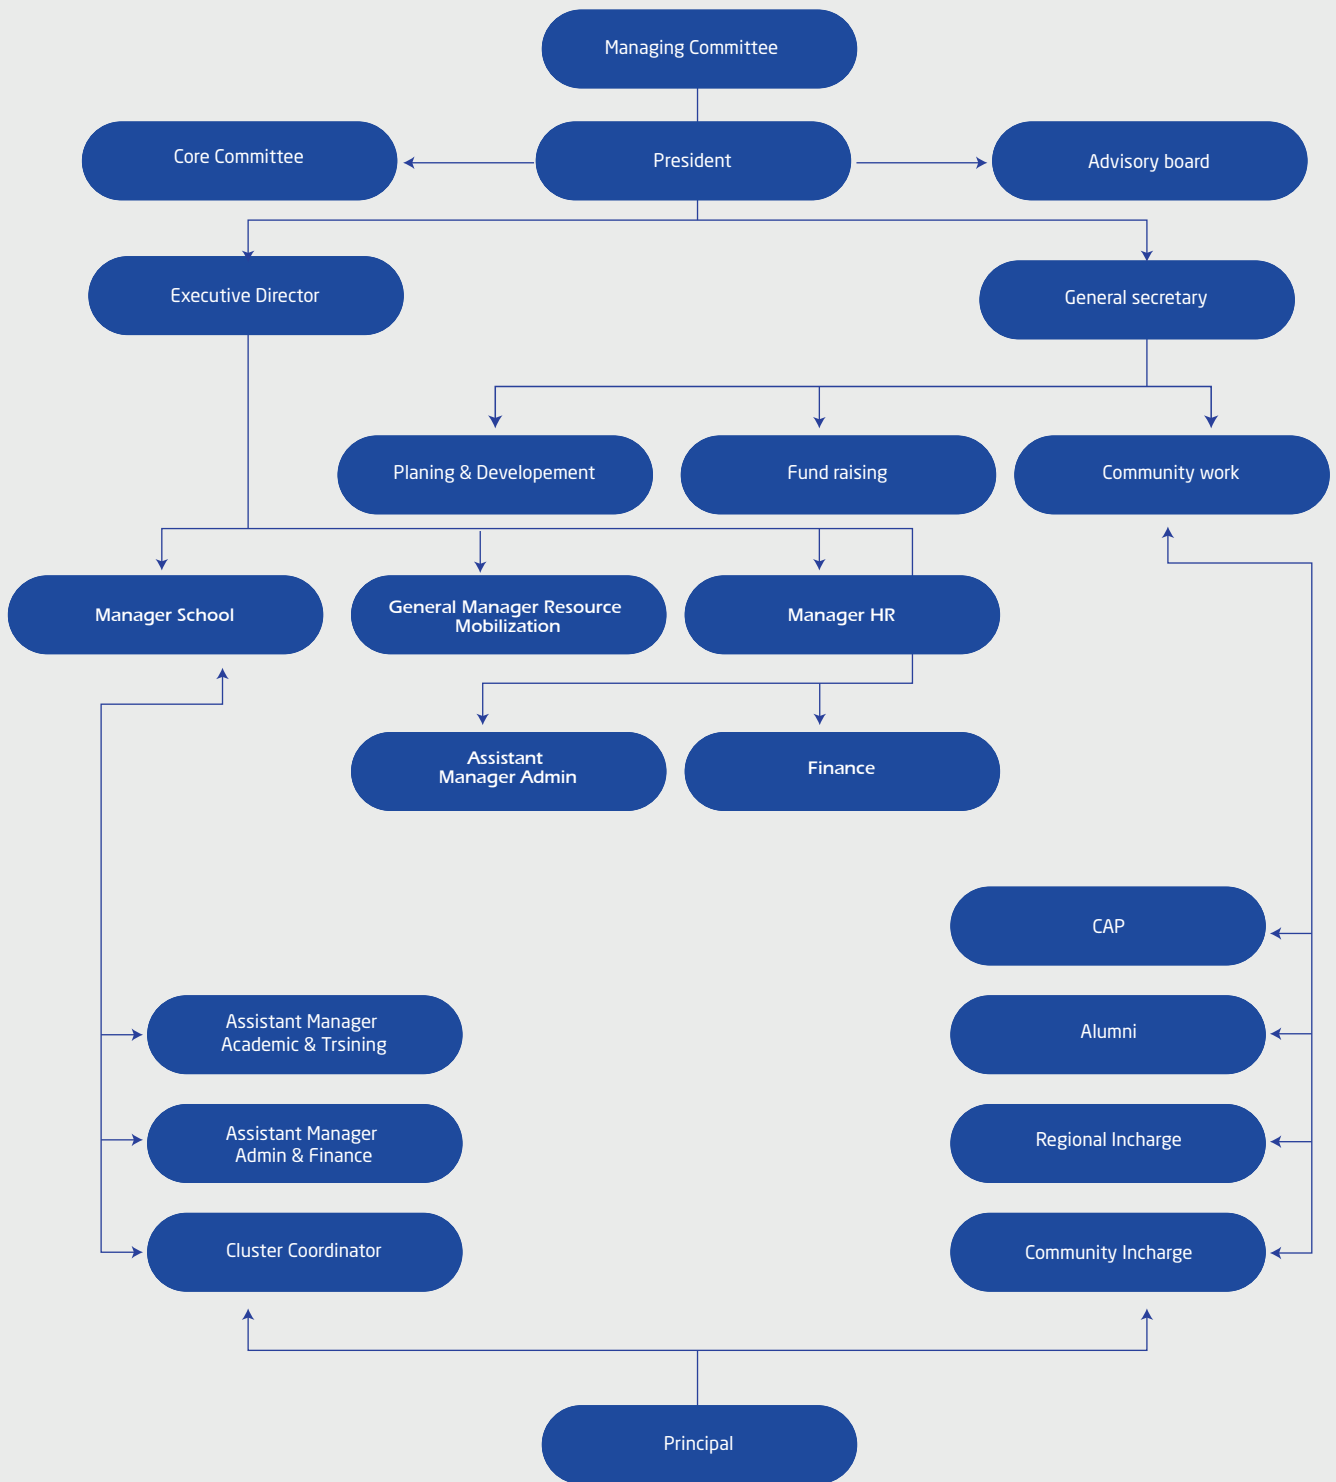 Managing Committee
Core Committee
President
Advisory board
Executive Director
General secretary
Planing & Developement
Fund raising
Community work
Manager School
General Manager Resource
Mobilization
Manager HR
Assistant
Manager Admin
Finance
CAP
Assistant Manager
Academic & Trsining
Alumni
Assistant Manager
Admin & Finance
Regional Incharge
Cluster Coordinator
Community Incharge
Principal